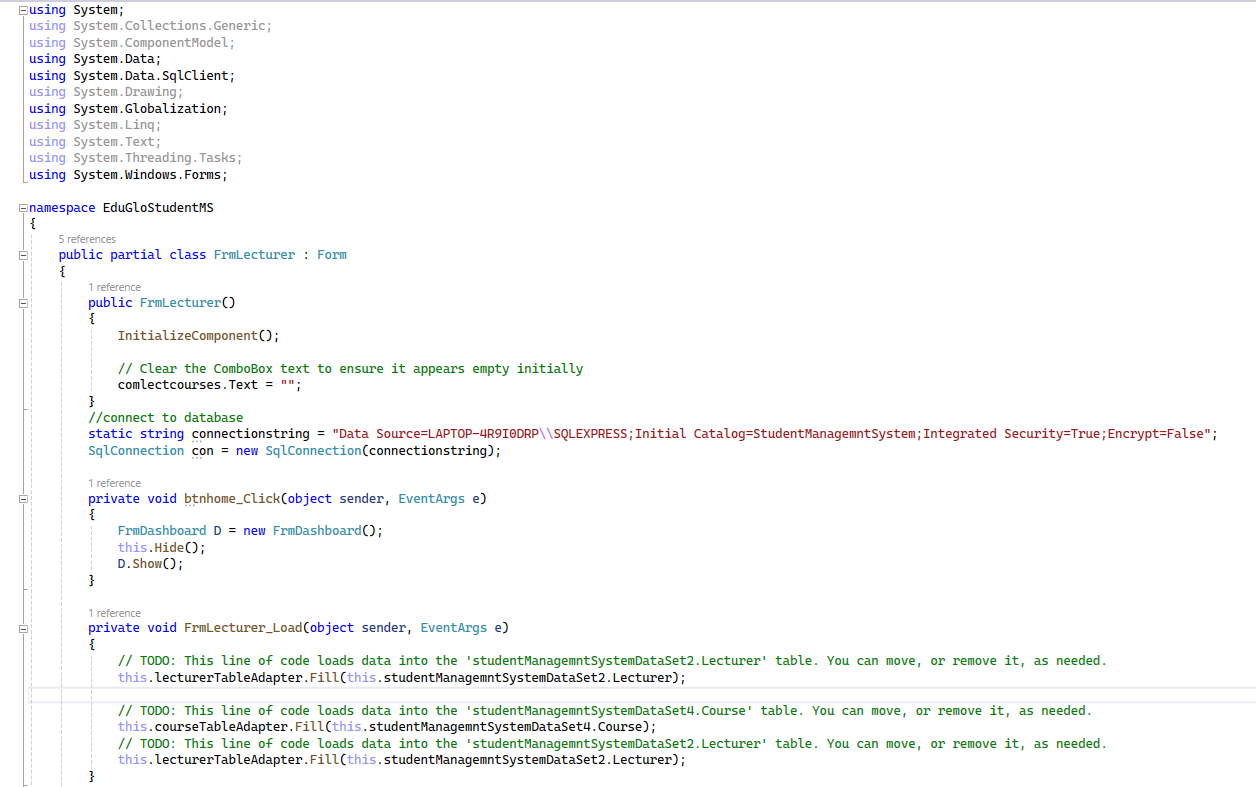 using System;
using System.Collections.Generic;
using System.ComponentModel;
using System.Data;
using System.Data.SqlClient;
using System.Drawing;
using System.Globalization;
using System.Linq;
using System.Text;
using System.Threading.Tasks;
using System.Windows.Forms;
namespace EduGloStudentMS
{
5 references
public partial class FrmLecturer : Form
{
1 reference
public FrmLecturer()
{
InitializeComponent();
// Clear the ComboBox text to ensure it appears empty initially
comlectcourses.Text = "";
}
//connect to database
static string connectionstring = "Data Source=LAPTOP-4R9I0DRP\\SQLEXPRESS;Initial Catalog=StudentManagemntSystem;Integrated Security=True;Encrypt=False";
SqlConnection con = new SqlConnection(connectionstring);
1 reference
private void btnhome_Click(object sender, EventArgs e)
{
FrmDashboard D = new FrmDashboard();
this.Hide();
D.Show();
}
1 reference
private void FrmLecturer_Load(object sender, EventArgs e)
{
// TODO: This line of code loads data into the 'studentManagemntSystemDataSet2.Lecturer' table. You can move, or remove it, as needed.
this.lecturerTableAdapter.Fill(this.studentManagemntSystemDataSet2.Lecturer);
// TODO: This line of code loads data into the 'studentManagemntSystemDataSet4.Course' table. You can move, or remove it, as needed.
this.courseTableAdapter.Fill(this.studentManagemntSystemDataSet4.Course);
// TODO: This line of code loads data into the 'studentManagemntSystemDataSet2.Lecturer' table. You can move, or remove it, as needed.
this.lecturerTableAdapter.Fill(this.studentManagemntSystemDataSet2.Lecturer);
}